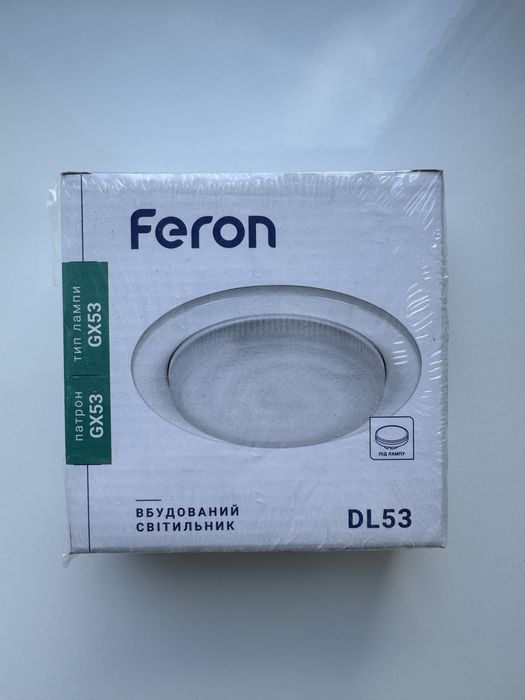 Feron
патрон | тип лампи
GX53 GX53
ПІД ЛАМПУ
ВБУДОВАНИЙ
СВІТИЛЬНИК
DL53